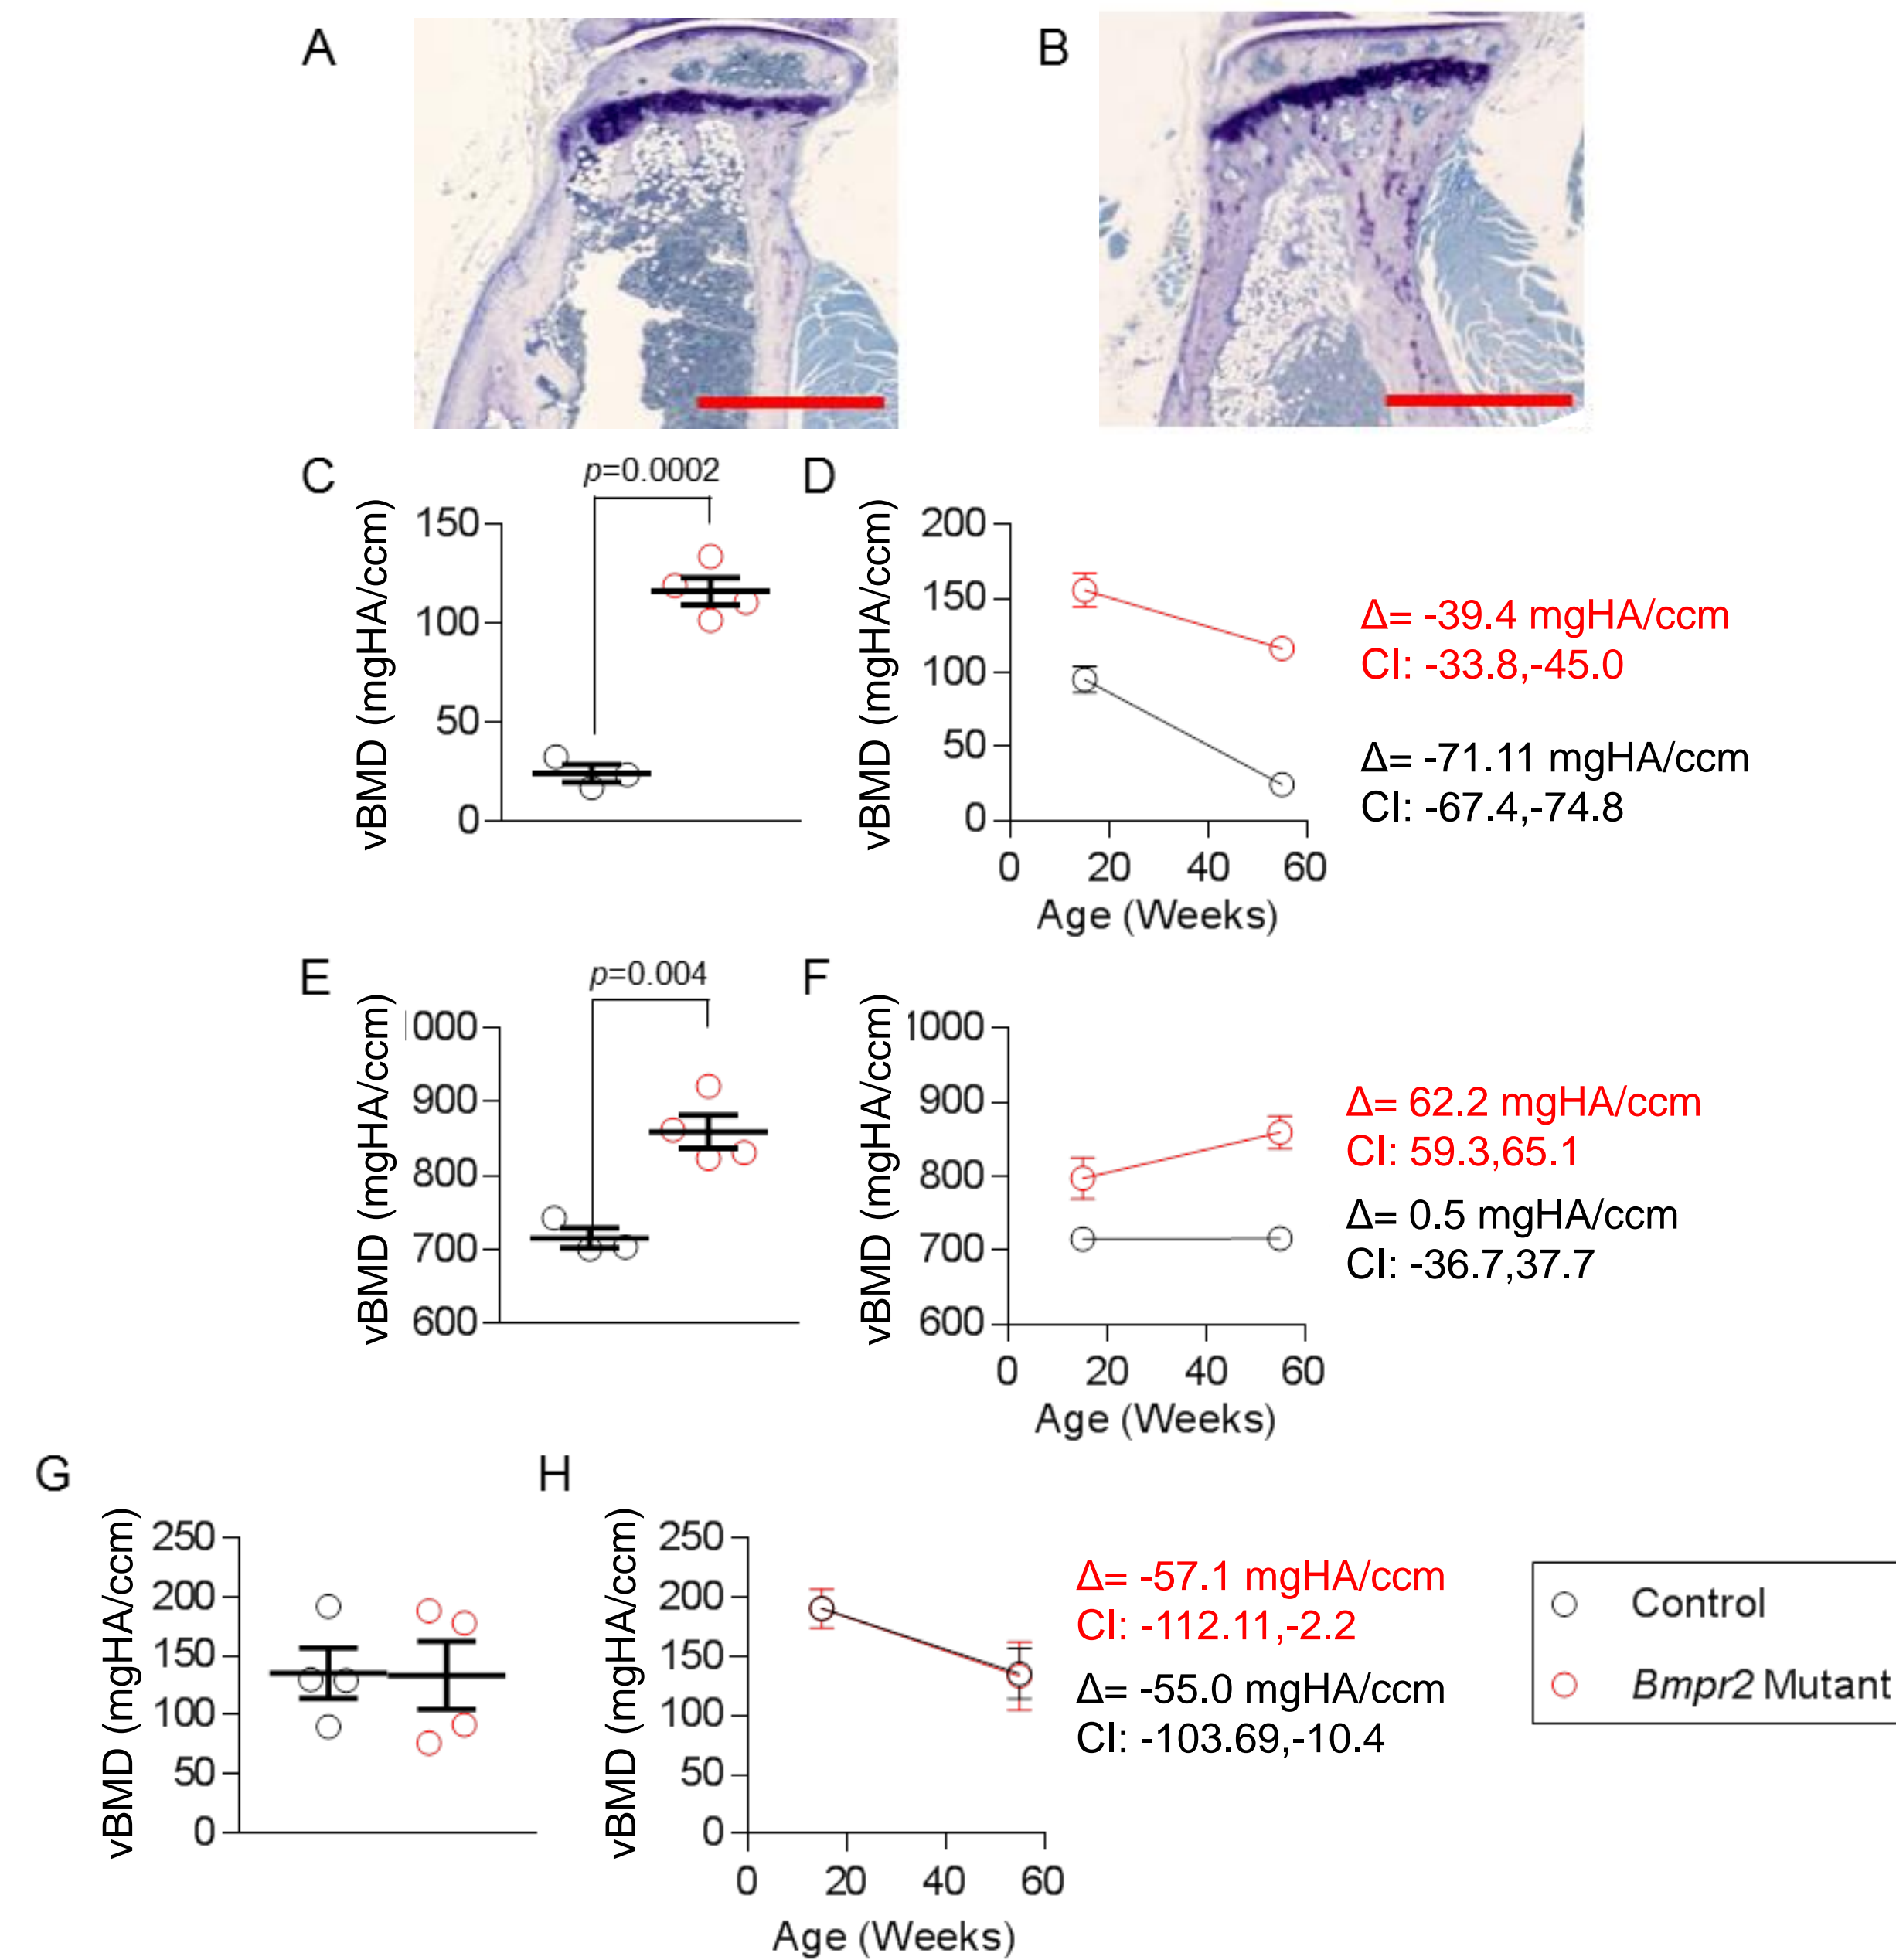 A
B
C
p=0.0002
vBMD (mgHA/ccm)
150
100
50
0
D
vBMD (mgHA/ccm)
200
150
100
50
0
0 20 40 60
Age (Weeks)
Δ= -39.4 mgHA/ccm
CI: -33.8,-45.0
Δ= -71.11 mgHA/ccm
CI: -67.4,-74.8
E
p=0.004
vBMD (mgHA/ccm)
000
900
800
700
600
F
vBMD (mgHA/ccm)
1000
900
800
700
600
0 20 40 60
Age (Weeks)
Δ= 62.2 mgHA/ccm
CI: 59.3,65.1
Δ= 0.5 mgHA/ccm
CI: -36.7,37.7
G
vBMD (mgHA/ccm)
250
200
150
100
50
0
H
vBMD (mgHA/ccm)
250
200
150
100
50
0
0 20 40 60
Age (Weeks)
Δ= -57.1 mgHA/ccm
CI: -112.11,-2.2
Δ= -55.0 mgHA/ccm
CI: -103.69,-10.4
Control
Bmpr2 Mutant